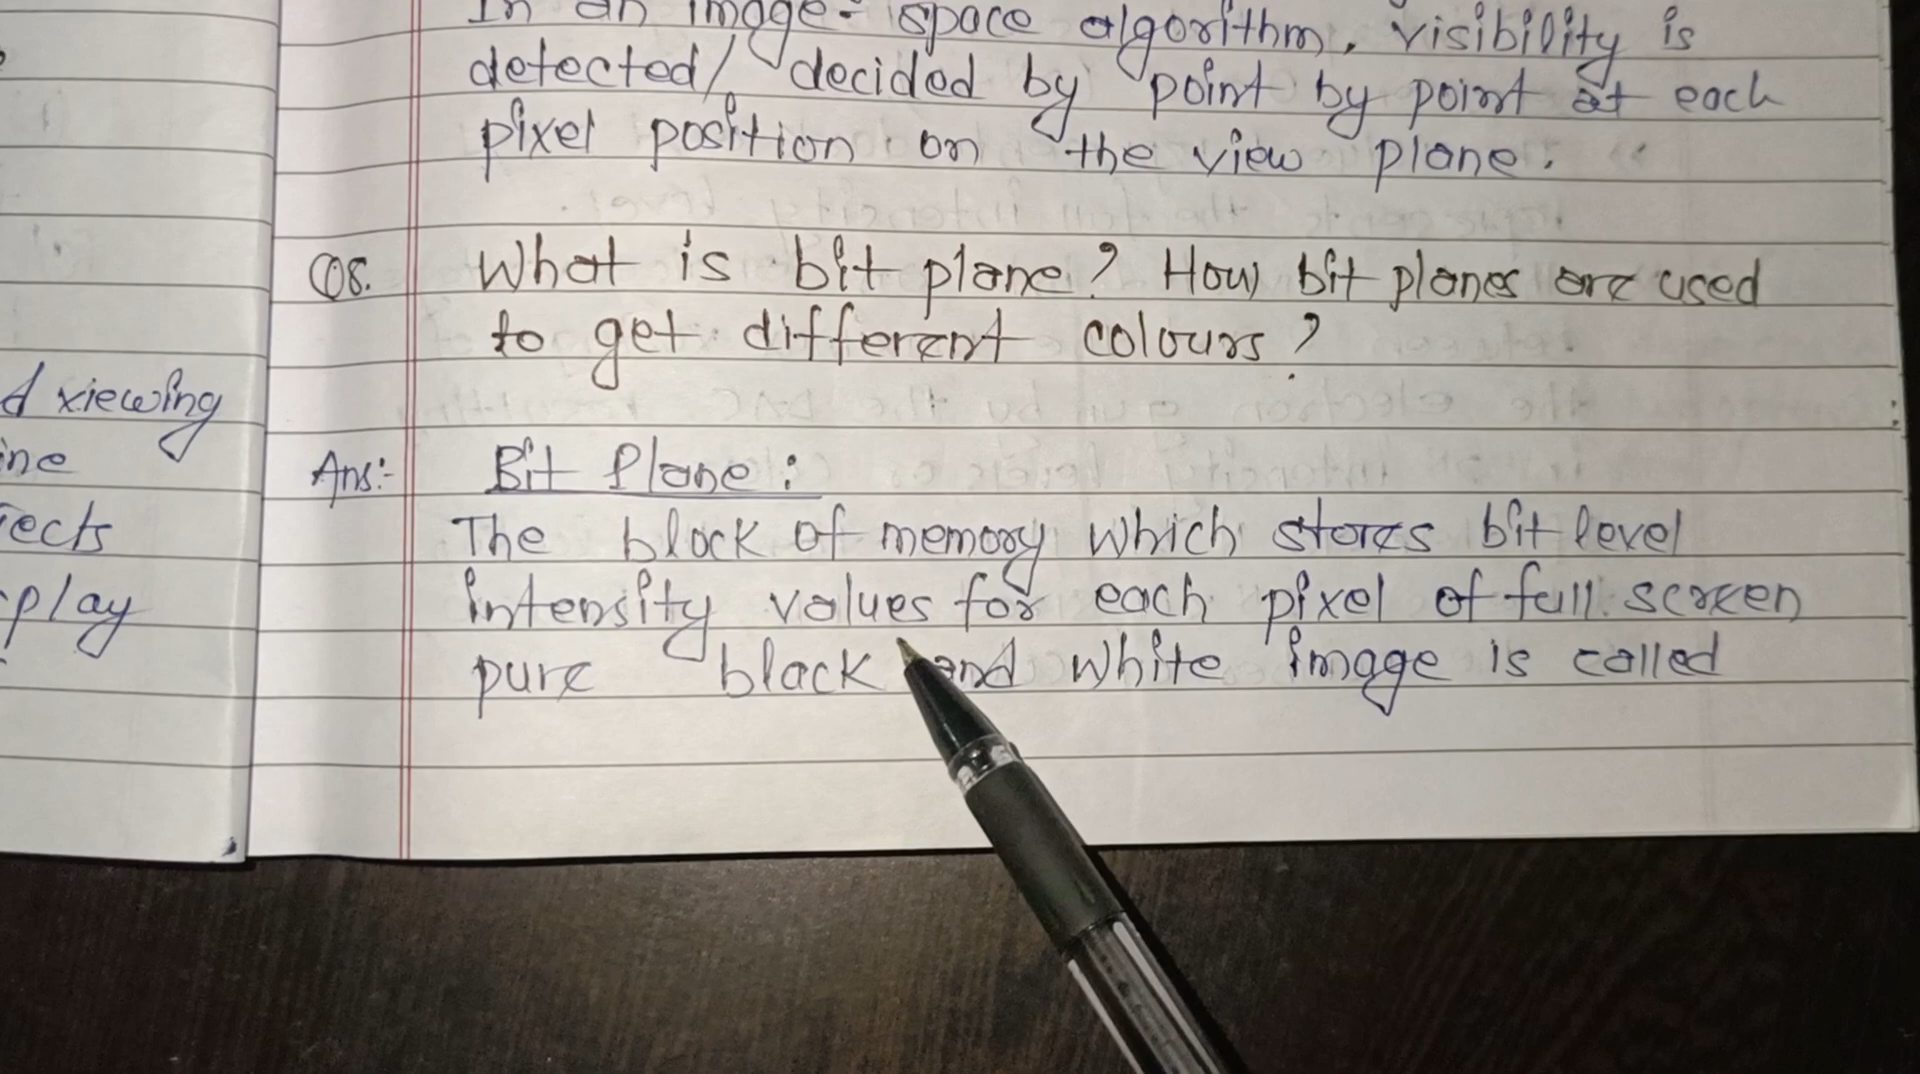 d viewing
ine
ects
play
In an image-space algorithm, visibility is
detected/decided by point by point at each
pixel position on the view plane.
Q8. What is bit plane? How bit planes are used
to get different colours?
Ans:- Bit Plane:
The block of memory which stores bit level
intensity values for each pixel of full screen
pure black and white image is called